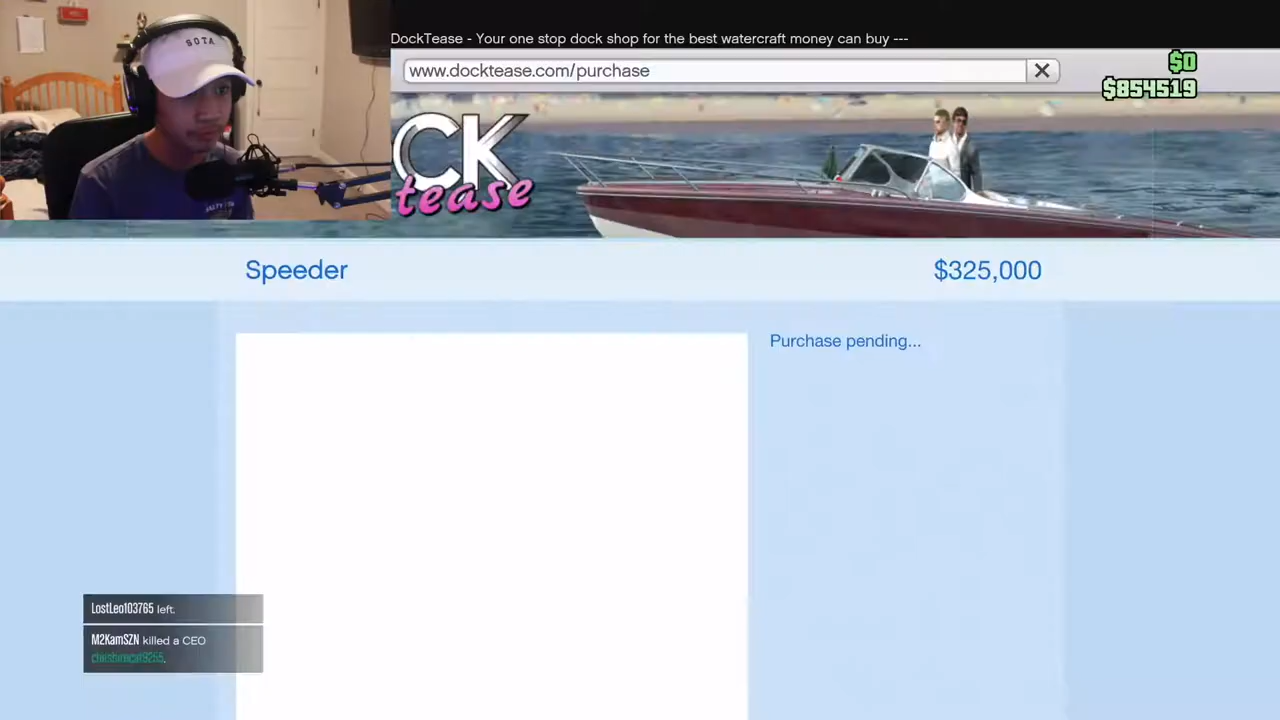 SOTA
DockTease - Your one stop dock shop for the best watercraft money can buy ---
www.docktease.com/purchase
$0
$854519
CK
tease
Speeder
$325,000
Purchase pending...
LostLeo103765 left.
M2KamSZN killed a CEO